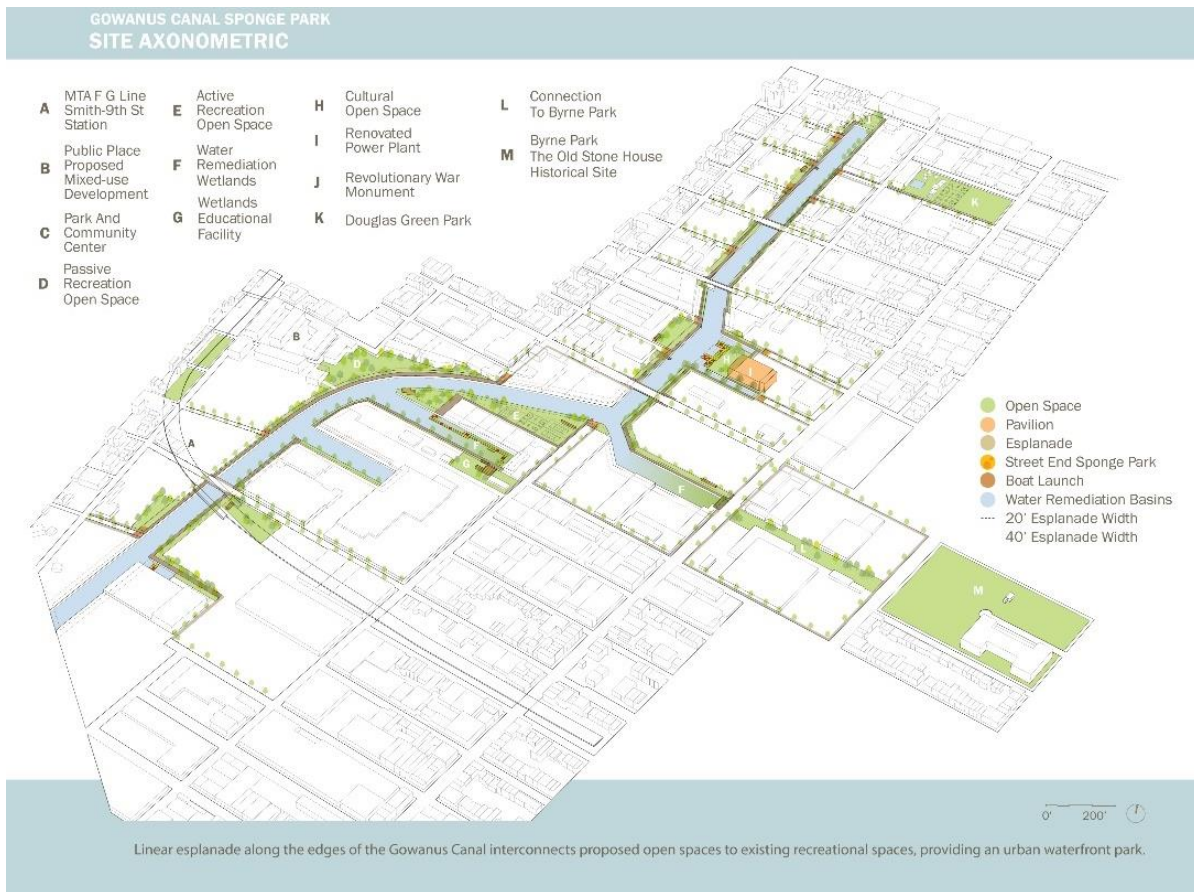 GOWANUS CANAL SPONGE PARK
SITE AXONOMETRIC
A
MTA F G Line
Smith-9th St
Station
B
Public Place
Proposed
Mixed-use
Development
C
Park And
Community
Center
D
Passive
Recreation
Open Space
E
Active
Recreation
Open Space
F
Water
Remediation
Wetlands
G
Wetlands
Educational
Facility
H
Cultural
Open Space
I
Renovated
Power Plant
J
Revolutionary War
Monument
K
Douglas Green Park
L
Connection
To Byrne Park
M
Byrne Park
The Old Stone House
Historical Site
J
K
B
D
H
I
E
A
F
G
F
L
M
Open Space
Pavilion
Esplanade
Street End Sponge Park
Boat Launch
Water Remediation Basins
20' Esplanade Width
40' Esplanade Width
0' 200'
Linear esplanade along the edges of the Gowanus Canal interconnects proposed open spaces to existing recreational spaces, providing an urban waterfront park.